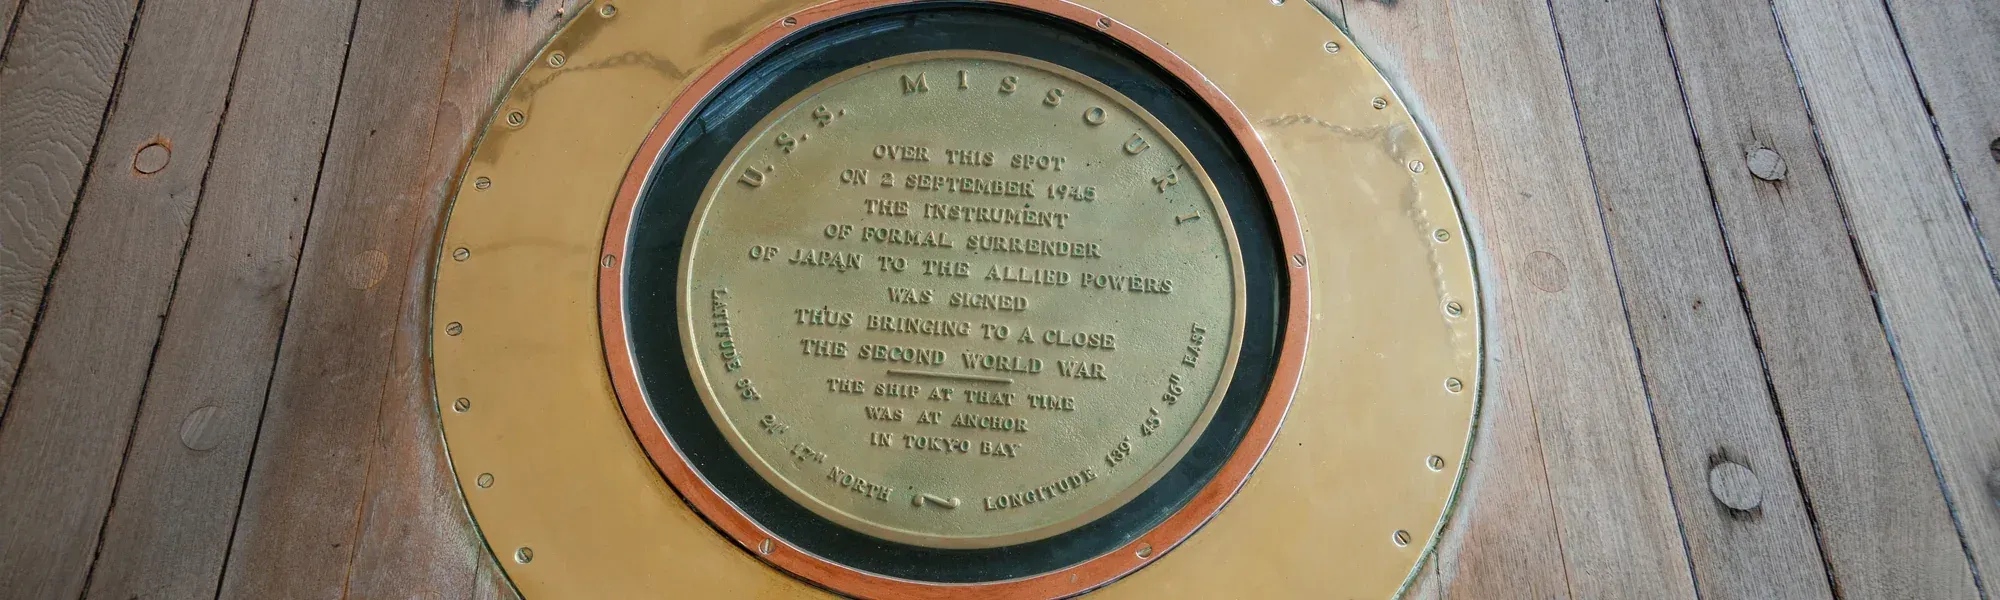 U.S.S. MISSOURI
OVER THIS SPOT
ON 2 SEPTEMBER 1945
THE INSTRUMENT
OF FORMAL SURRENDER
OF JAPAN TO THE ALLIED POWERS
WAS SIGNED
THUS BRINGING TO A CLOSE
THE SECOND WORLD WAR
THE SHIP AT THAT TIME
WAS AT ANCHOR
IN TOKYO BAY
LATITUDE 35° 21' 17" NORTH ~ LONGITUDE 139° 45' 36" EAST